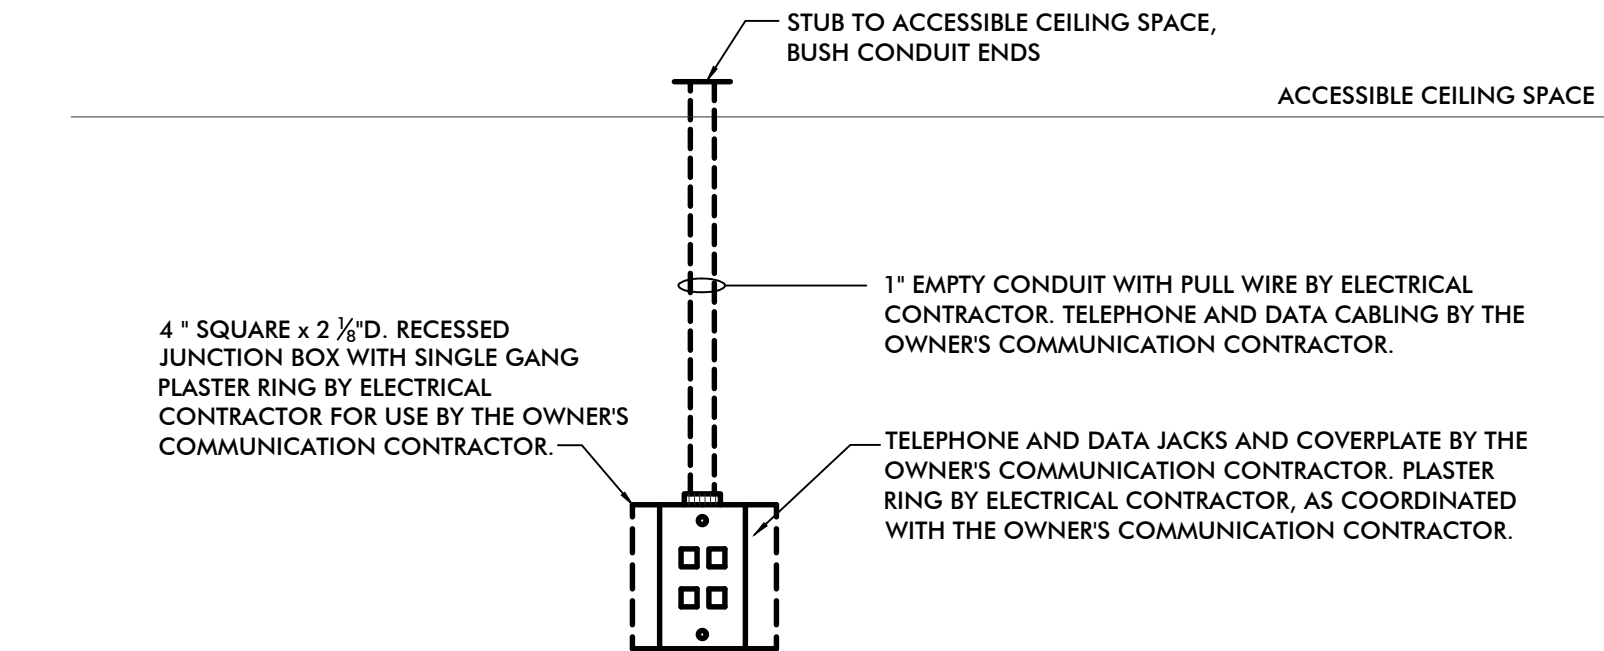 STUB TO ACCESSIBLE CEILING SPACE,
BUSH CONDUIT ENDS
ACCESSIBLE CEILING SPACE
1" EMPTY CONDUIT WITH PULL WIRE BY ELECTRICAL
CONTRACTOR. TELEPHONE AND DATA CABLING BY THE
OWNER'S COMMUNICATION CONTRACTOR.
4 " SQUARE x 2 ⅛"D. RECESSED
JUNCTION BOX WITH SINGLE GANG
PLASTER RING BY ELECTRICAL
CONTRACTOR FOR USE BY THE OWNER'S
COMMUNICATION CONTRACTOR.
TELEPHONE AND DATA JACKS AND COVERPLATE BY THE
OWNER'S COMMUNICATION CONTRACTOR. PLASTER
RING BY ELECTRICAL CONTRACTOR, AS COORDINATED
WITH THE OWNER'S COMMUNICATION CONTRACTOR.